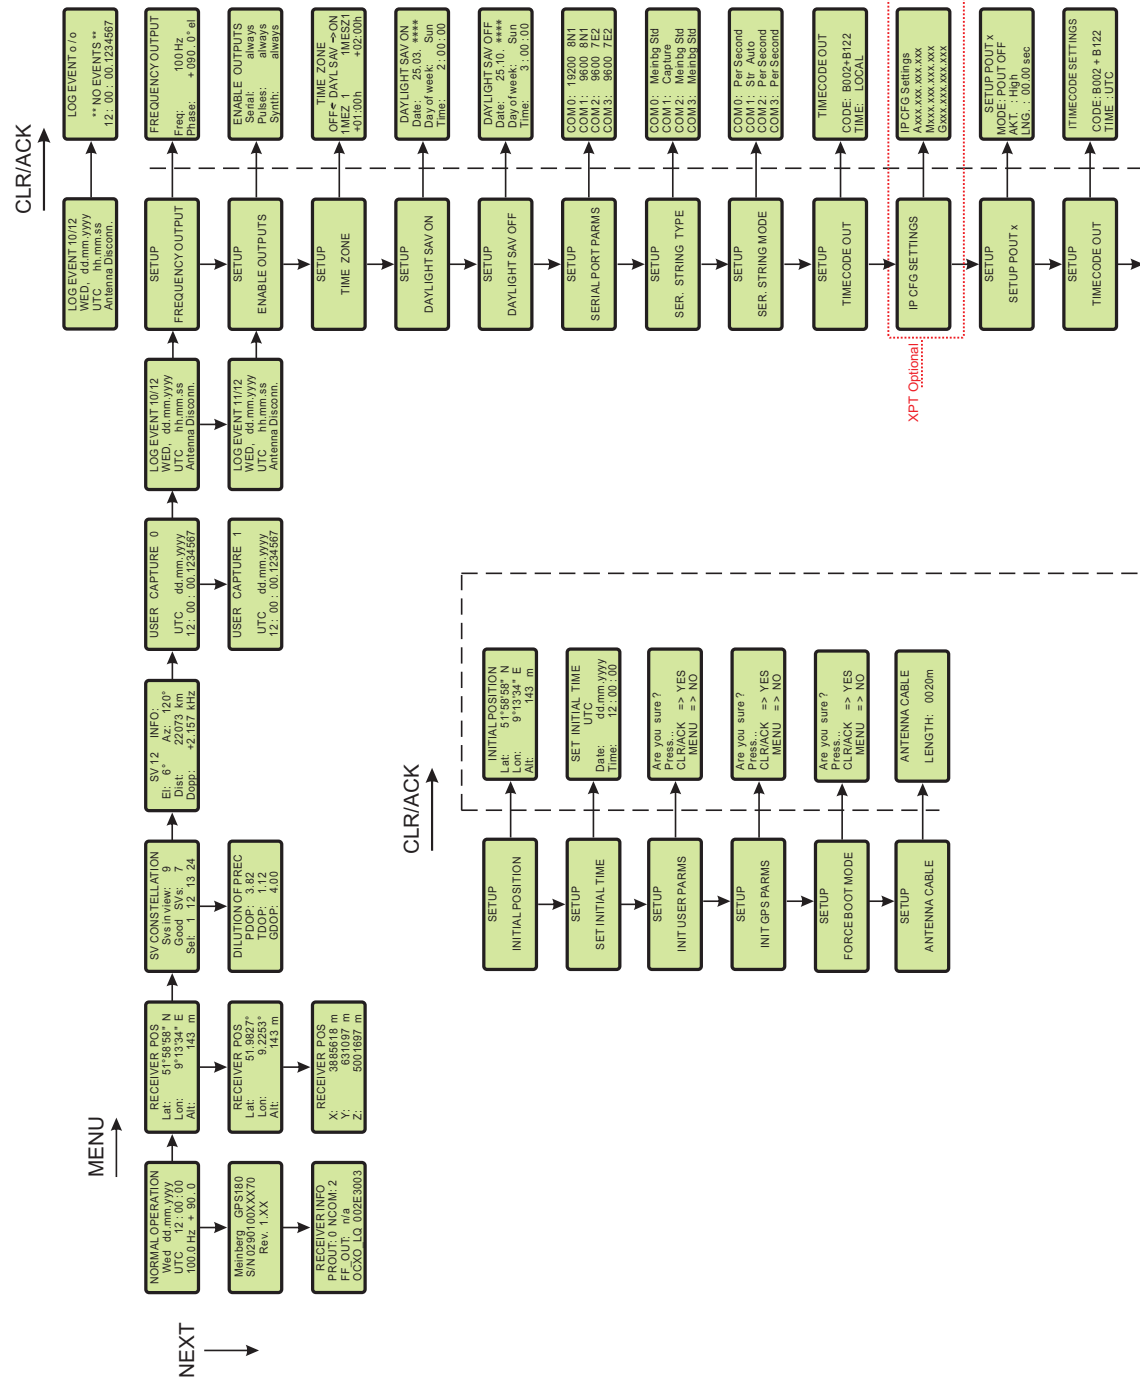 MENU
NEXT
NORMAL OPERATION
Wed dd.mm.yyyy
UTC 12:00:00
100.0 Hz + 90.0
Meinberg GPS180
S/N 0290100XXX70
Rev. 1.XX
RECEIVER INFO
PROUT: 0 NCOM: 2
FF_OUT: n/a
OCXO_LQ 002E3003
RECEIVER POS
Lat: 51°58'58" N
Lon: 9°13'34" E
Alt: 143 m
RECEIVER POS
Lat: 51.9827°
Lon: 9.2253°
Alt: 143 m
RECEIVER POS
X: 3885618 m
Y: 631097 m
Z: 5001697 m
SV CONSTELLATION
Svs in view: 9
Good SVs: 7
Sel: 1 12 13 24
DILUTION OF PREC
PDOP: 3.82
TDOP: 1.12
GDOP: 4.00
SV 12 INFO:
El: 6° Az: 120°
Dist: 22073 km
Dopp: +2.157 kHz
USER CAPTURE 0
UTC dd.mm.yyyy
12: 00: 00.1234567
USER CAPTURE 1
UTC dd.mm.yyyy
12: 00: 00.1234567
LOG EVENT 10/12
WED, dd.mm.yyyy
UTC hh.mm.ss
Antenna Disconn.
LOG EVENT 11/12
WED, dd.mm.yyyy
UTC hh.mm.ss
Antenna Disconn.
CLR/ACK
LOG EVENT 10/12
WED, dd.mm.yyyy
UTC hh.mm.ss
Antenna Disconn.
LOG EVENT o/o
** NO EVENTS **
12: 00: 00.1234567
SETUP
FREQUENCY OUTPUT
FREQUENCY OUTPUT
Freq: 100 Hz
Phase: +090. 0° el
SETUP
ENABLE OUTPUTS
ENABLE OUTPUTS
Serial: always
Pulses: always
Synth: always
SETUP
TIME ZONE
TIME ZONE
OFF<- DAYL SAV ->ON
1MEZ 1 1MESZ1
+01:00h +02:00h
SETUP
DAYLIGHT SAV ON
DAYLIGHT SAV ON
Date: 25.03. ****
Day of week: Sun
Time: 2:00:00
SETUP
DAYLIGHT SAV OFF
DAYLIGHT SAV OFF
Date: 25.10. ****
Day of week: Sun
Time: 3:00:00
SETUP
SERIAL PORT PARMS
COM 0: 19200 8N1
COM 1: 9600 8N1
COM 2: 9600 7E2
COM 3: 9600 7E2
SETUP
SER. STRING TYPE
COM 0: Meinbg Std
COM 1: Capture
COM 2: Meinbg Std
COM 3: Meinbg Std
SETUP
SER. STRING MODE
COM 0: Per Second
COM 1: Str Auto
COM 2: Per Second
COM 3: Per Second
SETUP
TIMECODE OUT
TIMECODE OUT
CODE: B002+B122
TIME: LOCAL
XPT Optional
IP CFG SETTINGS
IP CFG Settings
Axxx.xxx.xxx.xxx
Mxxx.xxx.xxx.xxx
Gxxx.xxx.xxx.xxx
SETUP
SETUP POUT x
SETUP POUT x
MODE: POUT OFF
AKT. : High
LNG. : 00.00 sec
SETUP
TIMECODE OUT
ITIMECODE SETTINGS
CODE: B002 + B122
TIME : UTC
CLR/ACK
SETUP
INITIAL POSITION
INITIAL POSITION
Lat: 51°58'58" N
Lon: 9°13'34" E
Alt: 143 m
SETUP
SET INITIAL TIME
SET INITIAL TIME
UTC
Date: dd.mm.yyyy
Time: 12:00:00
SETUP
INIT USER PARMS
Are you sure?
Press...
CLR/ACK => YES
MENU => NO
SETUP
INIT GPS PARMS
Are you sure?
Press...
CLR/ACK => YES
MENU => NO
SETUP
FORCE BOOT MODE
Are you sure?
Press...
CLR/ACK => YES
MENU => NO
SETUP
ANTENNA CABLE
ANTENNA CABLE
LENGTH: 0020m